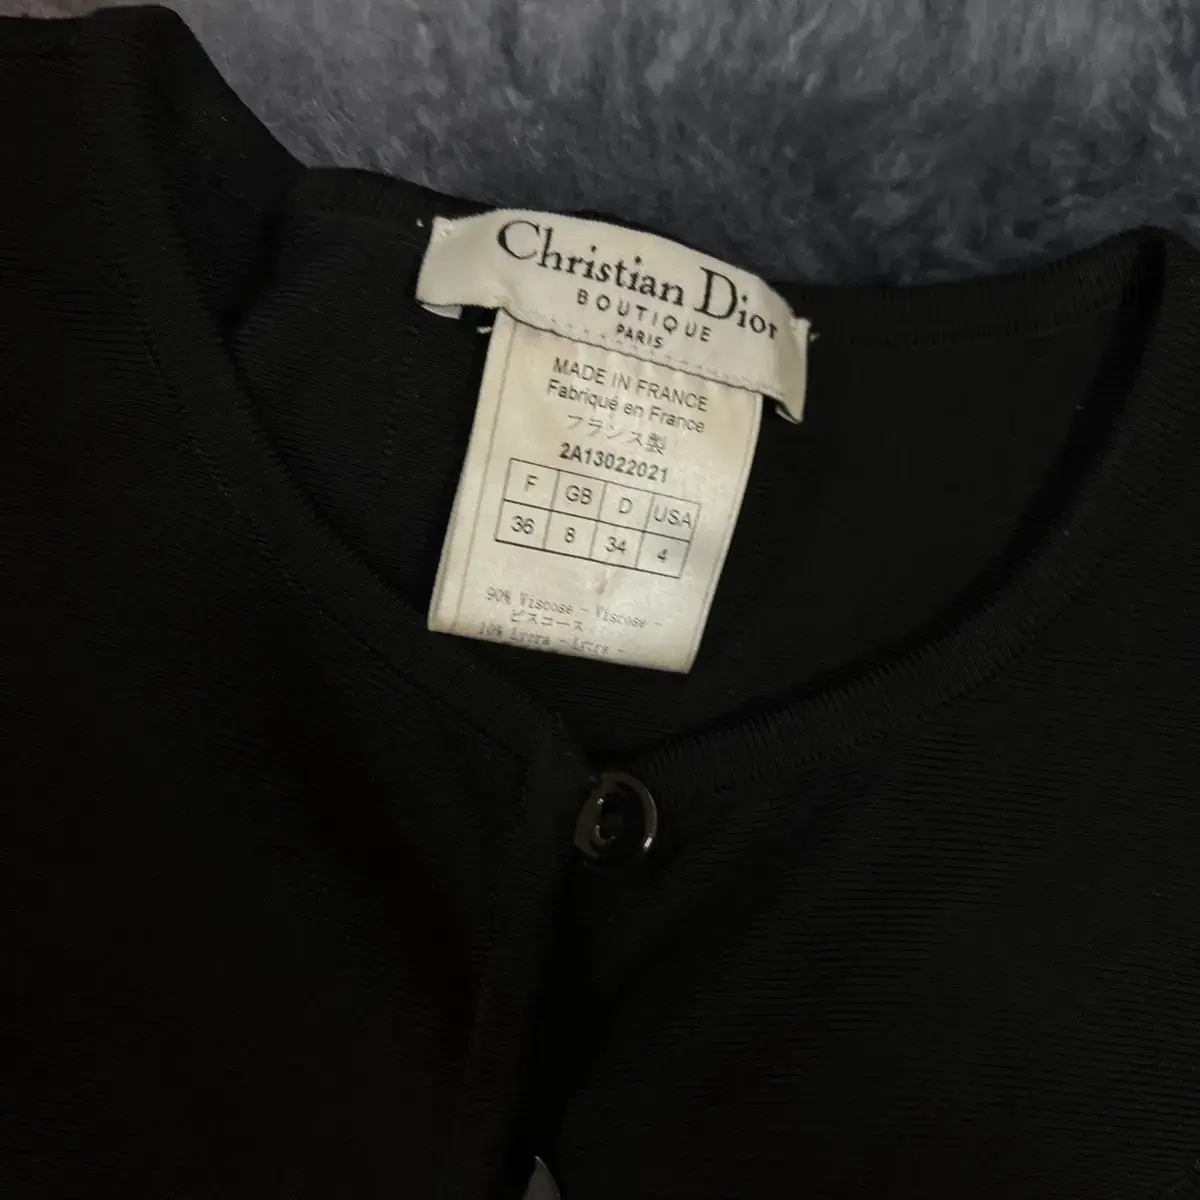 Christian Dior
BOUTIQUE
PARIS
MADE IN FRANCE
Fabriqué en France
フランス製
2A13022021
F GB D USA
36 8 34 4
90% Viscose - Viscose -
ビスコース
10% Lycra - Lycra -